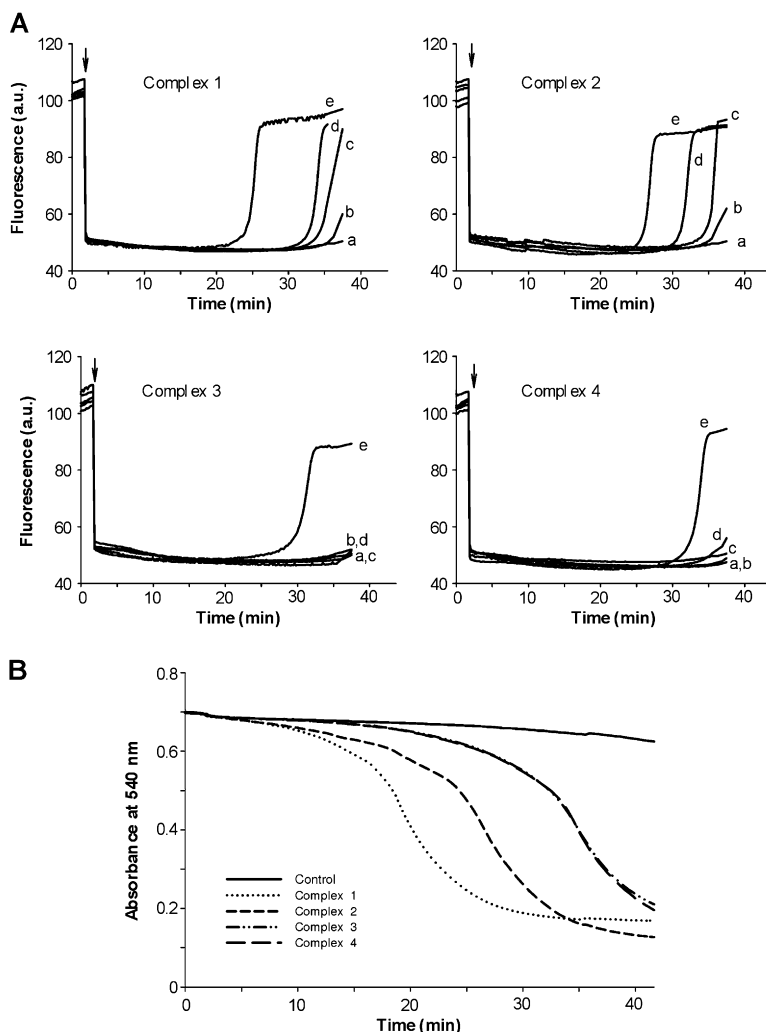 A
Complex 1
Fluorescence (a.u.)
120
100
80
60
40
0
10
20
30
40
Time (min)
e
d
c
b
a
Complex 2
120
100
80
60
40
0
10
20
30
40
Time (min)
e
c
d
b
a
Complex 3
Fluorescence (a.u.)
120
100
80
60
40
0
10
20
30
40
Time (min)
e
b,d
a,c
Complex 4
120
100
80
60
40
0
10
20
30
40
Time (min)
e
d
c
a,b
B
Absorbance at 540 nm
0.8
0.6
0.4
0.2
0
Control
Complex 1
Complex 2
Complex 3
Complex 4
0
10
20
30
40
Time (min)